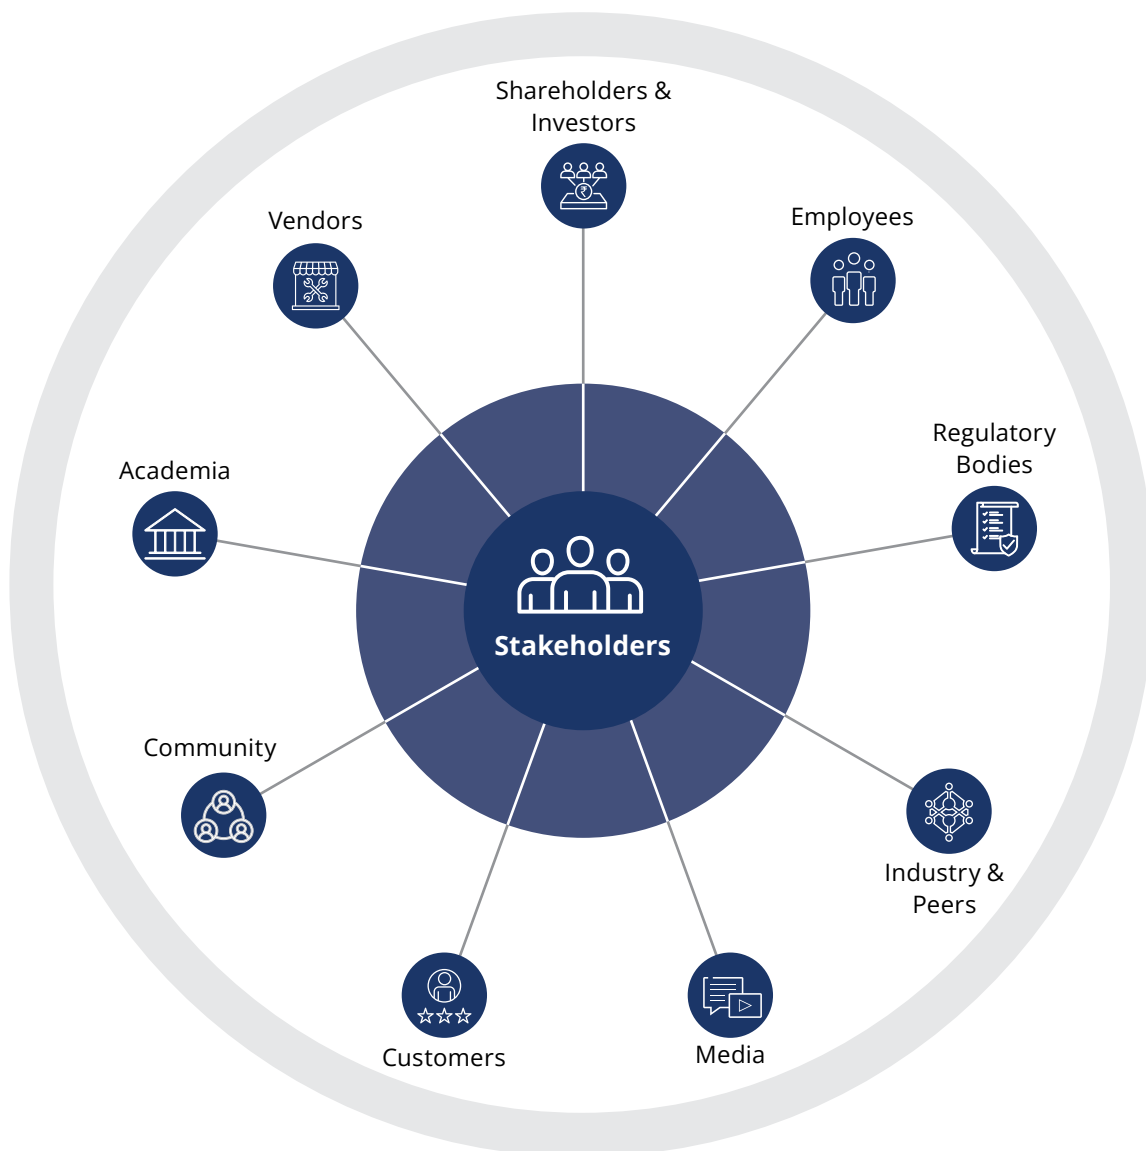 Shareholders &
Investors
Vendors
Employees
Regulatory
Bodies
Academia
₹
Stakeholders
Community
Industry &
Peers
Customers
Media